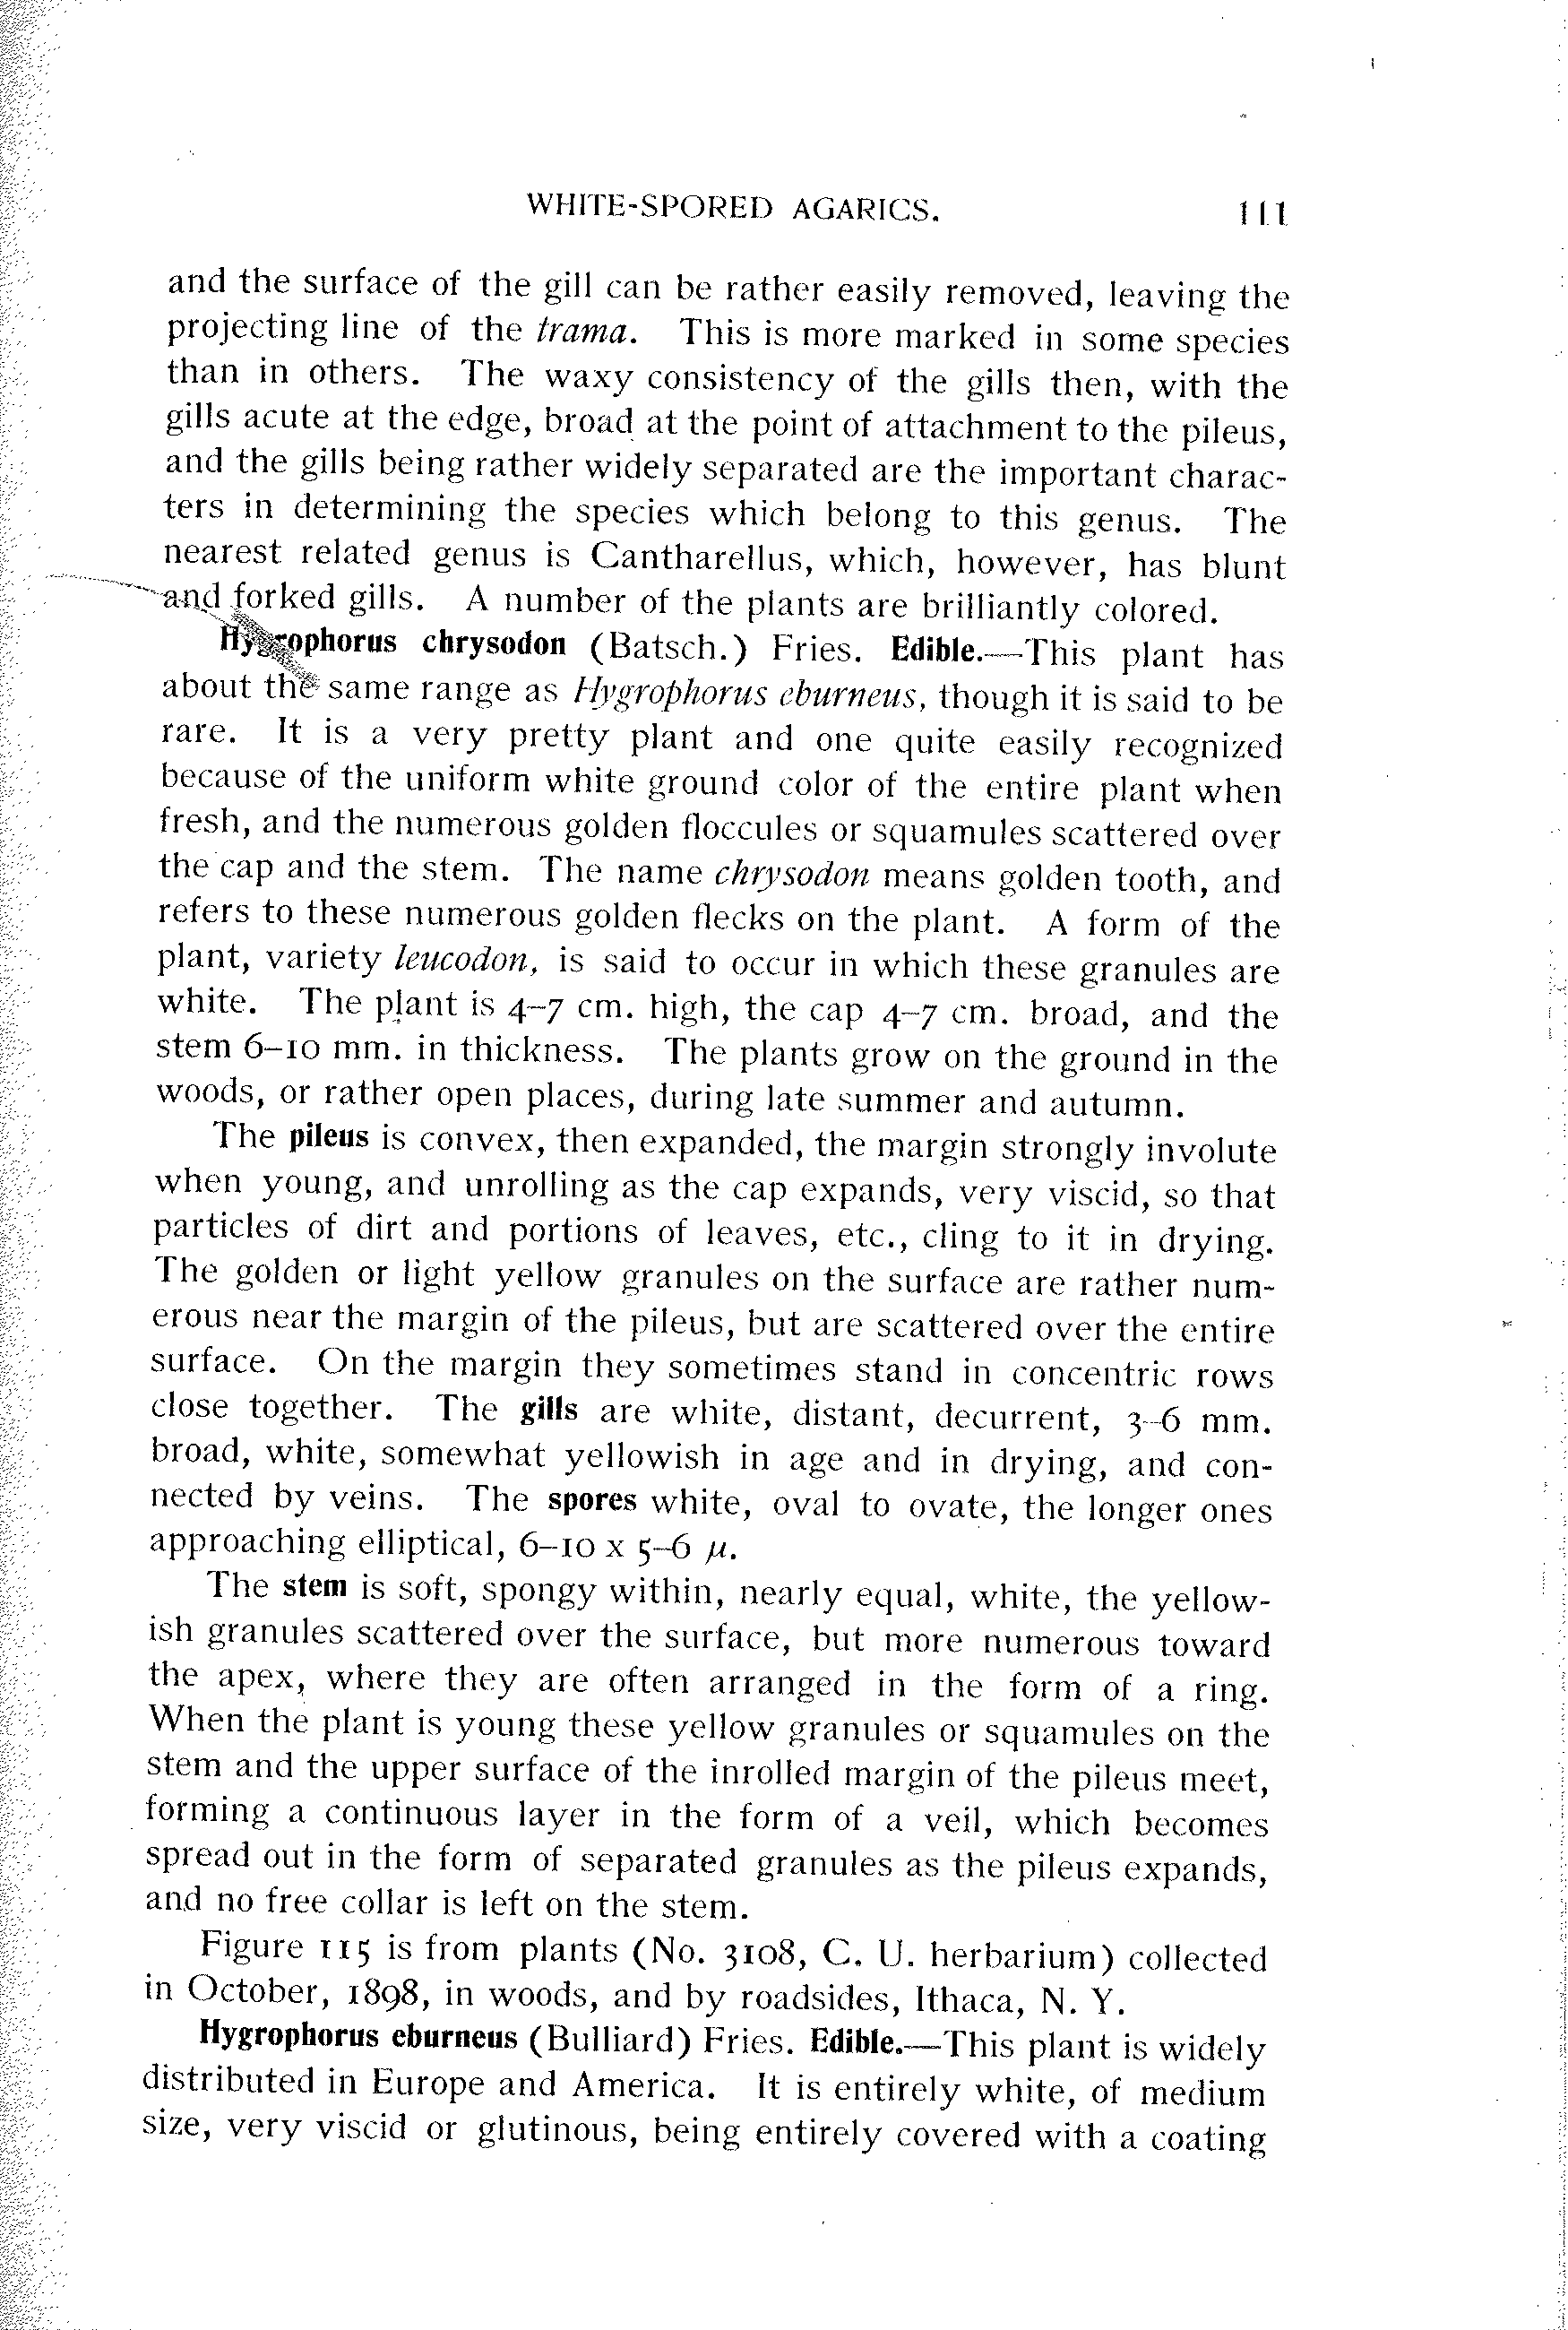 WHITE-SPORED AGARICS. 111
and the surface of the gill can be rather easily removed, leaving the
projecting line of the trama. This is more marked in some species
than in others. The waxy consistency of the gills then, with the
gills acute at the edge, broad at the point of attachment to the pileus,
and the gills being rather widely separated are the important charac-
ters in determining the species which belong to this genus. The
nearest related genus is Cantharellus, which, however, has blunt
and forked gills. A number of the plants are brilliantly colored.
Hygrophorus chrysodon (Batsch.) Fries. Edible.—This plant has
about the same range as Hygrophorus eburneus, though it is said to be
rare. It is a very pretty plant and one quite easily recognized
because of the uniform white ground color of the entire plant when
fresh, and the numerous golden floccules or squamules scattered over
the cap and the stem. The name chrysodon means golden tooth, and
refers to these numerous golden flecks on the plant. A form of the
plant, variety leucodon, is said to occur in which these granules are
white. The plant is 4–7 cm. high, the cap 4–7 cm. broad, and the
stem 6–10 mm. in thickness. The plants grow on the ground in the
woods, or rather open places, during late summer and autumn.
The pileus is convex, then expanded, the margin strongly involute
when young, and unrolling as the cap expands, very viscid, so that
particles of dirt and portions of leaves, etc., cling to it in drying.
The golden or light yellow granules on the surface are rather num-
erous near the margin of the pileus, but are scattered over the entire
surface. On the margin they sometimes stand in concentric rows
close together. The gills are white, distant, decurrent, 3–6 mm.
broad, white, somewhat yellowish in age and in drying, and con-
nected by veins. The spores white, oval to ovate, the longer ones
approaching elliptical, 6–10 x 5–6 μ.
The stem is soft, spongy within, nearly equal, white, the yellow-
ish granules scattered over the surface, but more numerous toward
the apex, where they are often arranged in the form of a ring.
When the plant is young these yellow granules or squamules on the
stem and the upper surface of the inrolled margin of the pileus meet,
forming a continuous layer in the form of a veil, which becomes
spread out in the form of separated granules as the pileus expands,
and no free collar is left on the stem.
Figure 115 is from plants (No. 3108, C. U. herbarium) collected
in October, 1898, in woods, and by roadsides, Ithaca, N. Y.
Hygrophorus eburneus (Bulliard) Fries. Edible.—This plant is widely
distributed in Europe and America. It is entirely white, of medium
size, very viscid or glutinous, being entirely covered with a coating